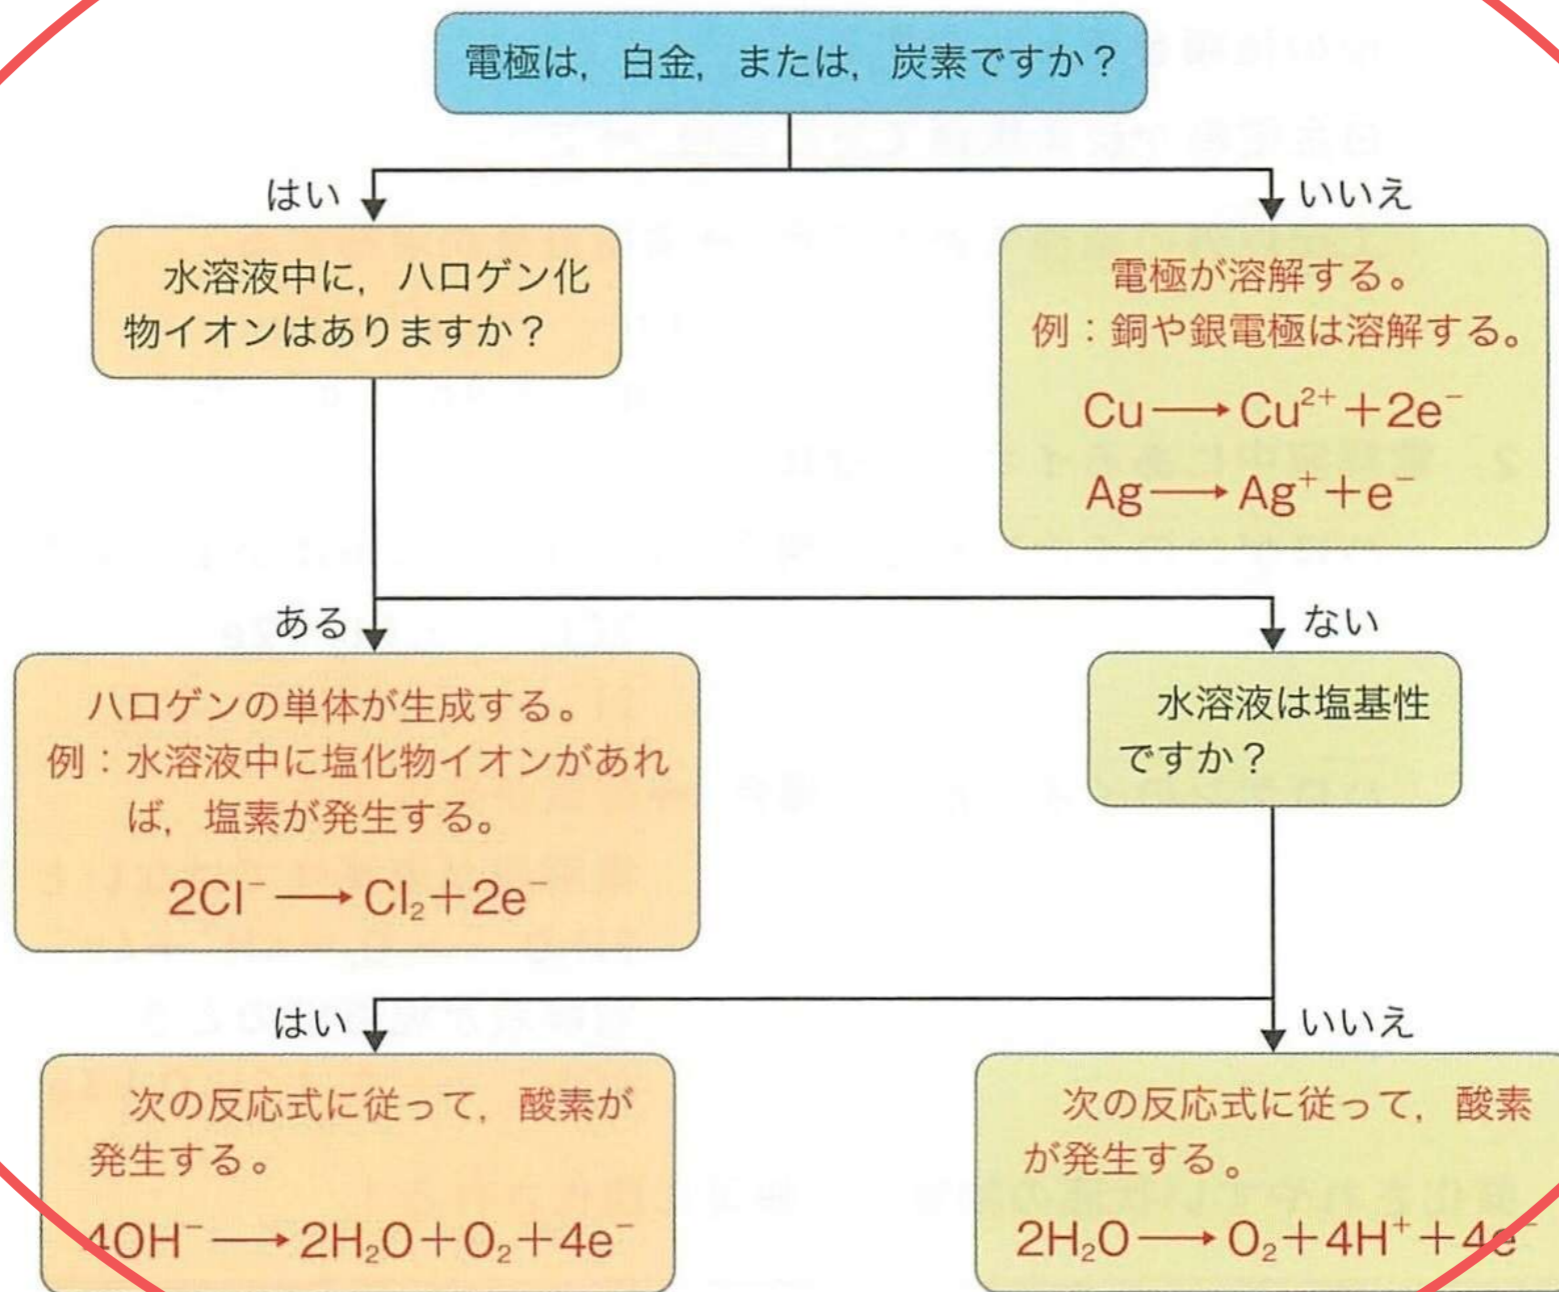 電極は，白金，または，炭素ですか？
はい
いいえ
水溶液中に，ハロゲン化
物イオンはありますか？
電極が溶解する。
例：銅や銀電極は溶解する。
Cu⟶Cu²⁺＋2e⁻
Ag⟶Ag⁺＋e⁻
ある
ない
ハロゲンの単体が生成する。
例：水溶液中に塩化物イオンがあれ
ば，塩素が発生する。
2Cl⁻⟶Cl₂＋2e⁻
水溶液は塩基性
ですか？
はい
いいえ
次の反応式に従って，酸素が
発生する。
4OH⁻⟶2H₂O＋O₂＋4e⁻
次の反応式に従って，酸素
が発生する。
2H₂O⟶O₂＋4H⁺＋4e⁻